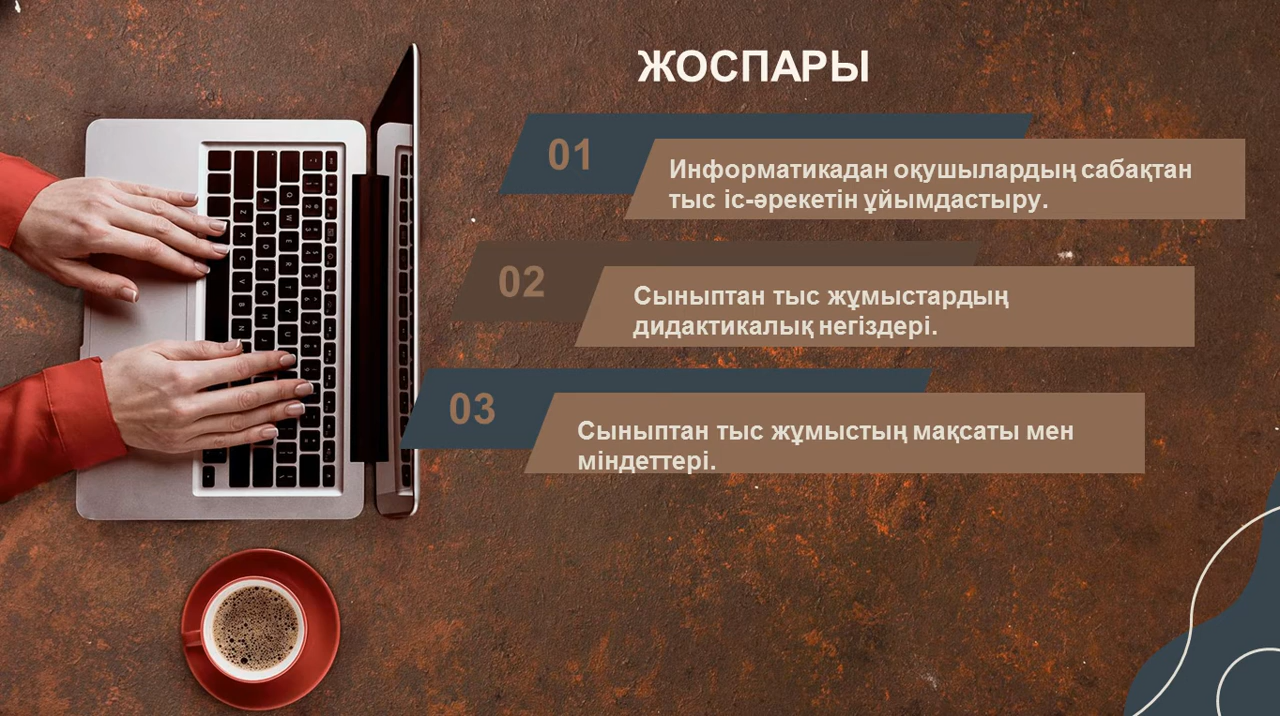 ЖОСПАРЫ
01
Информатикадан оқушылардың сабақтан
тыс іс-әрекетін ұйымдастыру.
02
Сыныптан тыс жұмыстардың
дидактикалық негіздері.
03
Сыныптан тыс жұмыстың мақсаты мен
міндеттері.